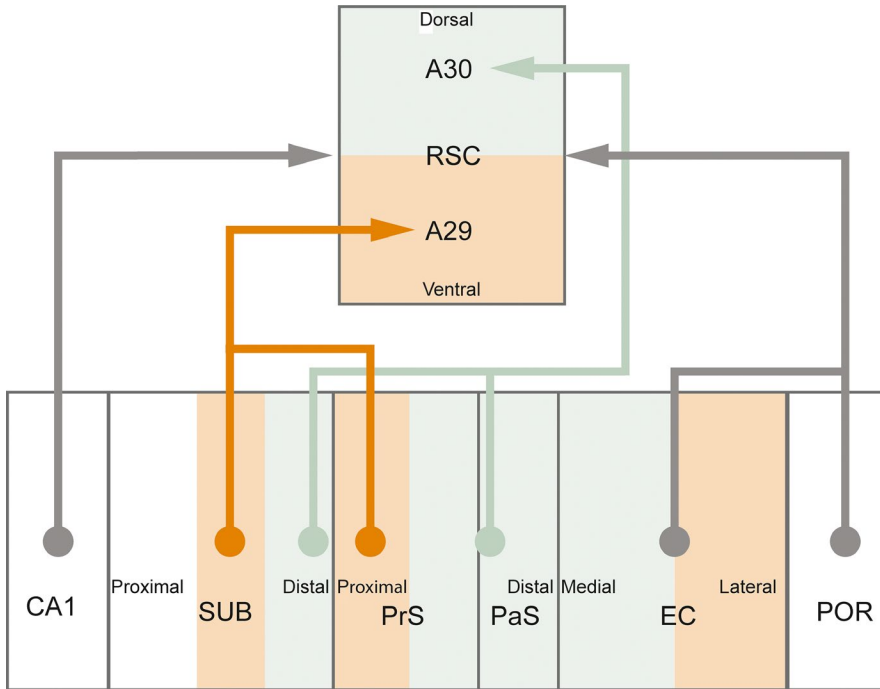 Dorsal
A30
RSC
A29
Ventral
Proximal
Distal
Proximal
Distal
Medial
Lateral
CA1
SUB
PrS
PaS
EC
POR